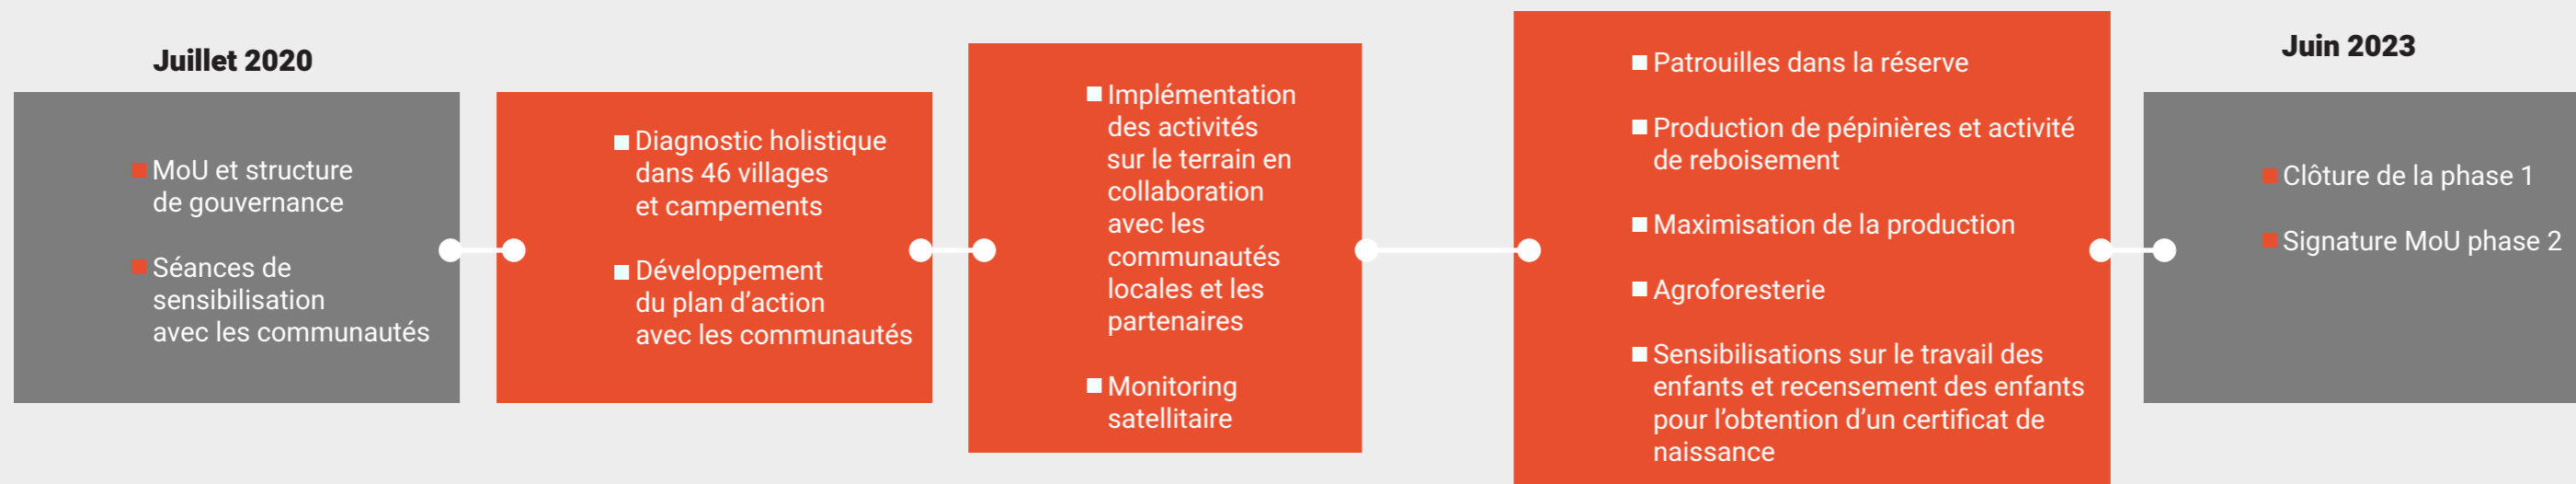 Juillet 2020
MoU et structure
de gouvernance
Séances de
sensibilisation
avec les communautés
Diagnostic holistique
dans 46 villages
et campements
Développement
du plan d’action
avec les communautés
Implémentation
des activités
sur le terrain en
collaboration
avec les
communautés
locales et les
partenaires
Monitoring
satellitaire
Patrouilles dans la réserve
Production de pépinières et activité
de reboisement
Maximisation de la production
Agroforesterie
Sensibilisations sur le travail des
enfants et recensement des enfants
pour l’obtention d’un certificat de
naissance
Juin 2023
Clôture de la phase 1
Signature MoU phase 2